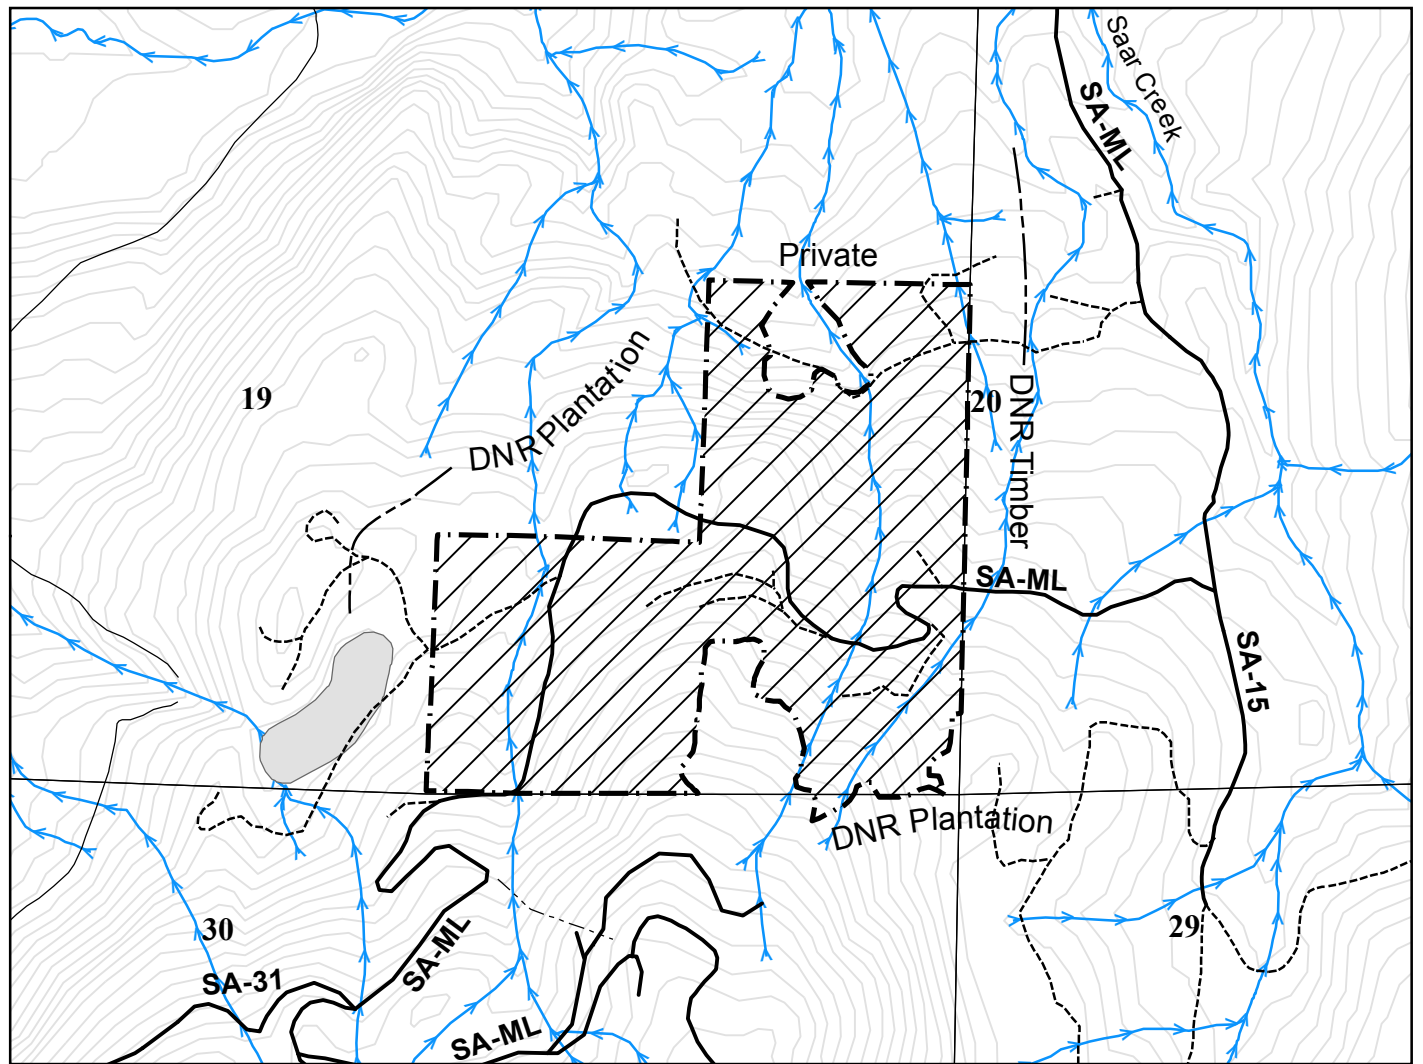 Saar Creek
SA-ML
Private
DNR Plantation
19
20
DNR Timber
SA-ML
SA-15
DNR Plantation
30
29
SA-ML
SA-31
SA-ML